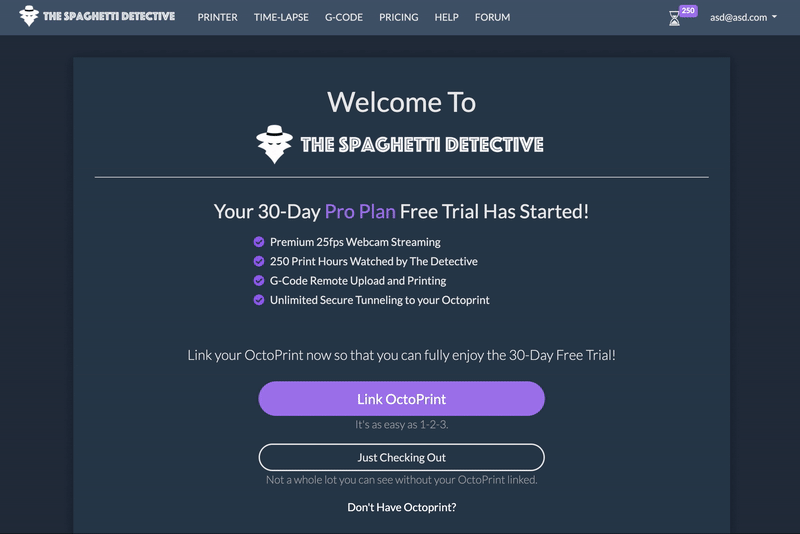 THE SPAGHETTI DETECTIVE PRINTER TIME-LAPSE G-CODE PRICING HELP FORUM 250 asd@asd.com
Welcome To
THE SPAGHETTI DETECTIVE
Your 30-Day Pro Plan Free Trial Has Started!
Premium 25fps Webcam Streaming
250 Print Hours Watched by The Detective
G-Code Remote Upload and Printing
Unlimited Secure Tunneling to your Octoprint
Link your OctoPrint now so that you can fully enjoy the 30-Day Free Trial!
Link OctoPrint
It's as easy as 1-2-3.
Just Checking Out
Not a whole lot you can see without your OctoPrint linked.
Don't Have Octoprint?